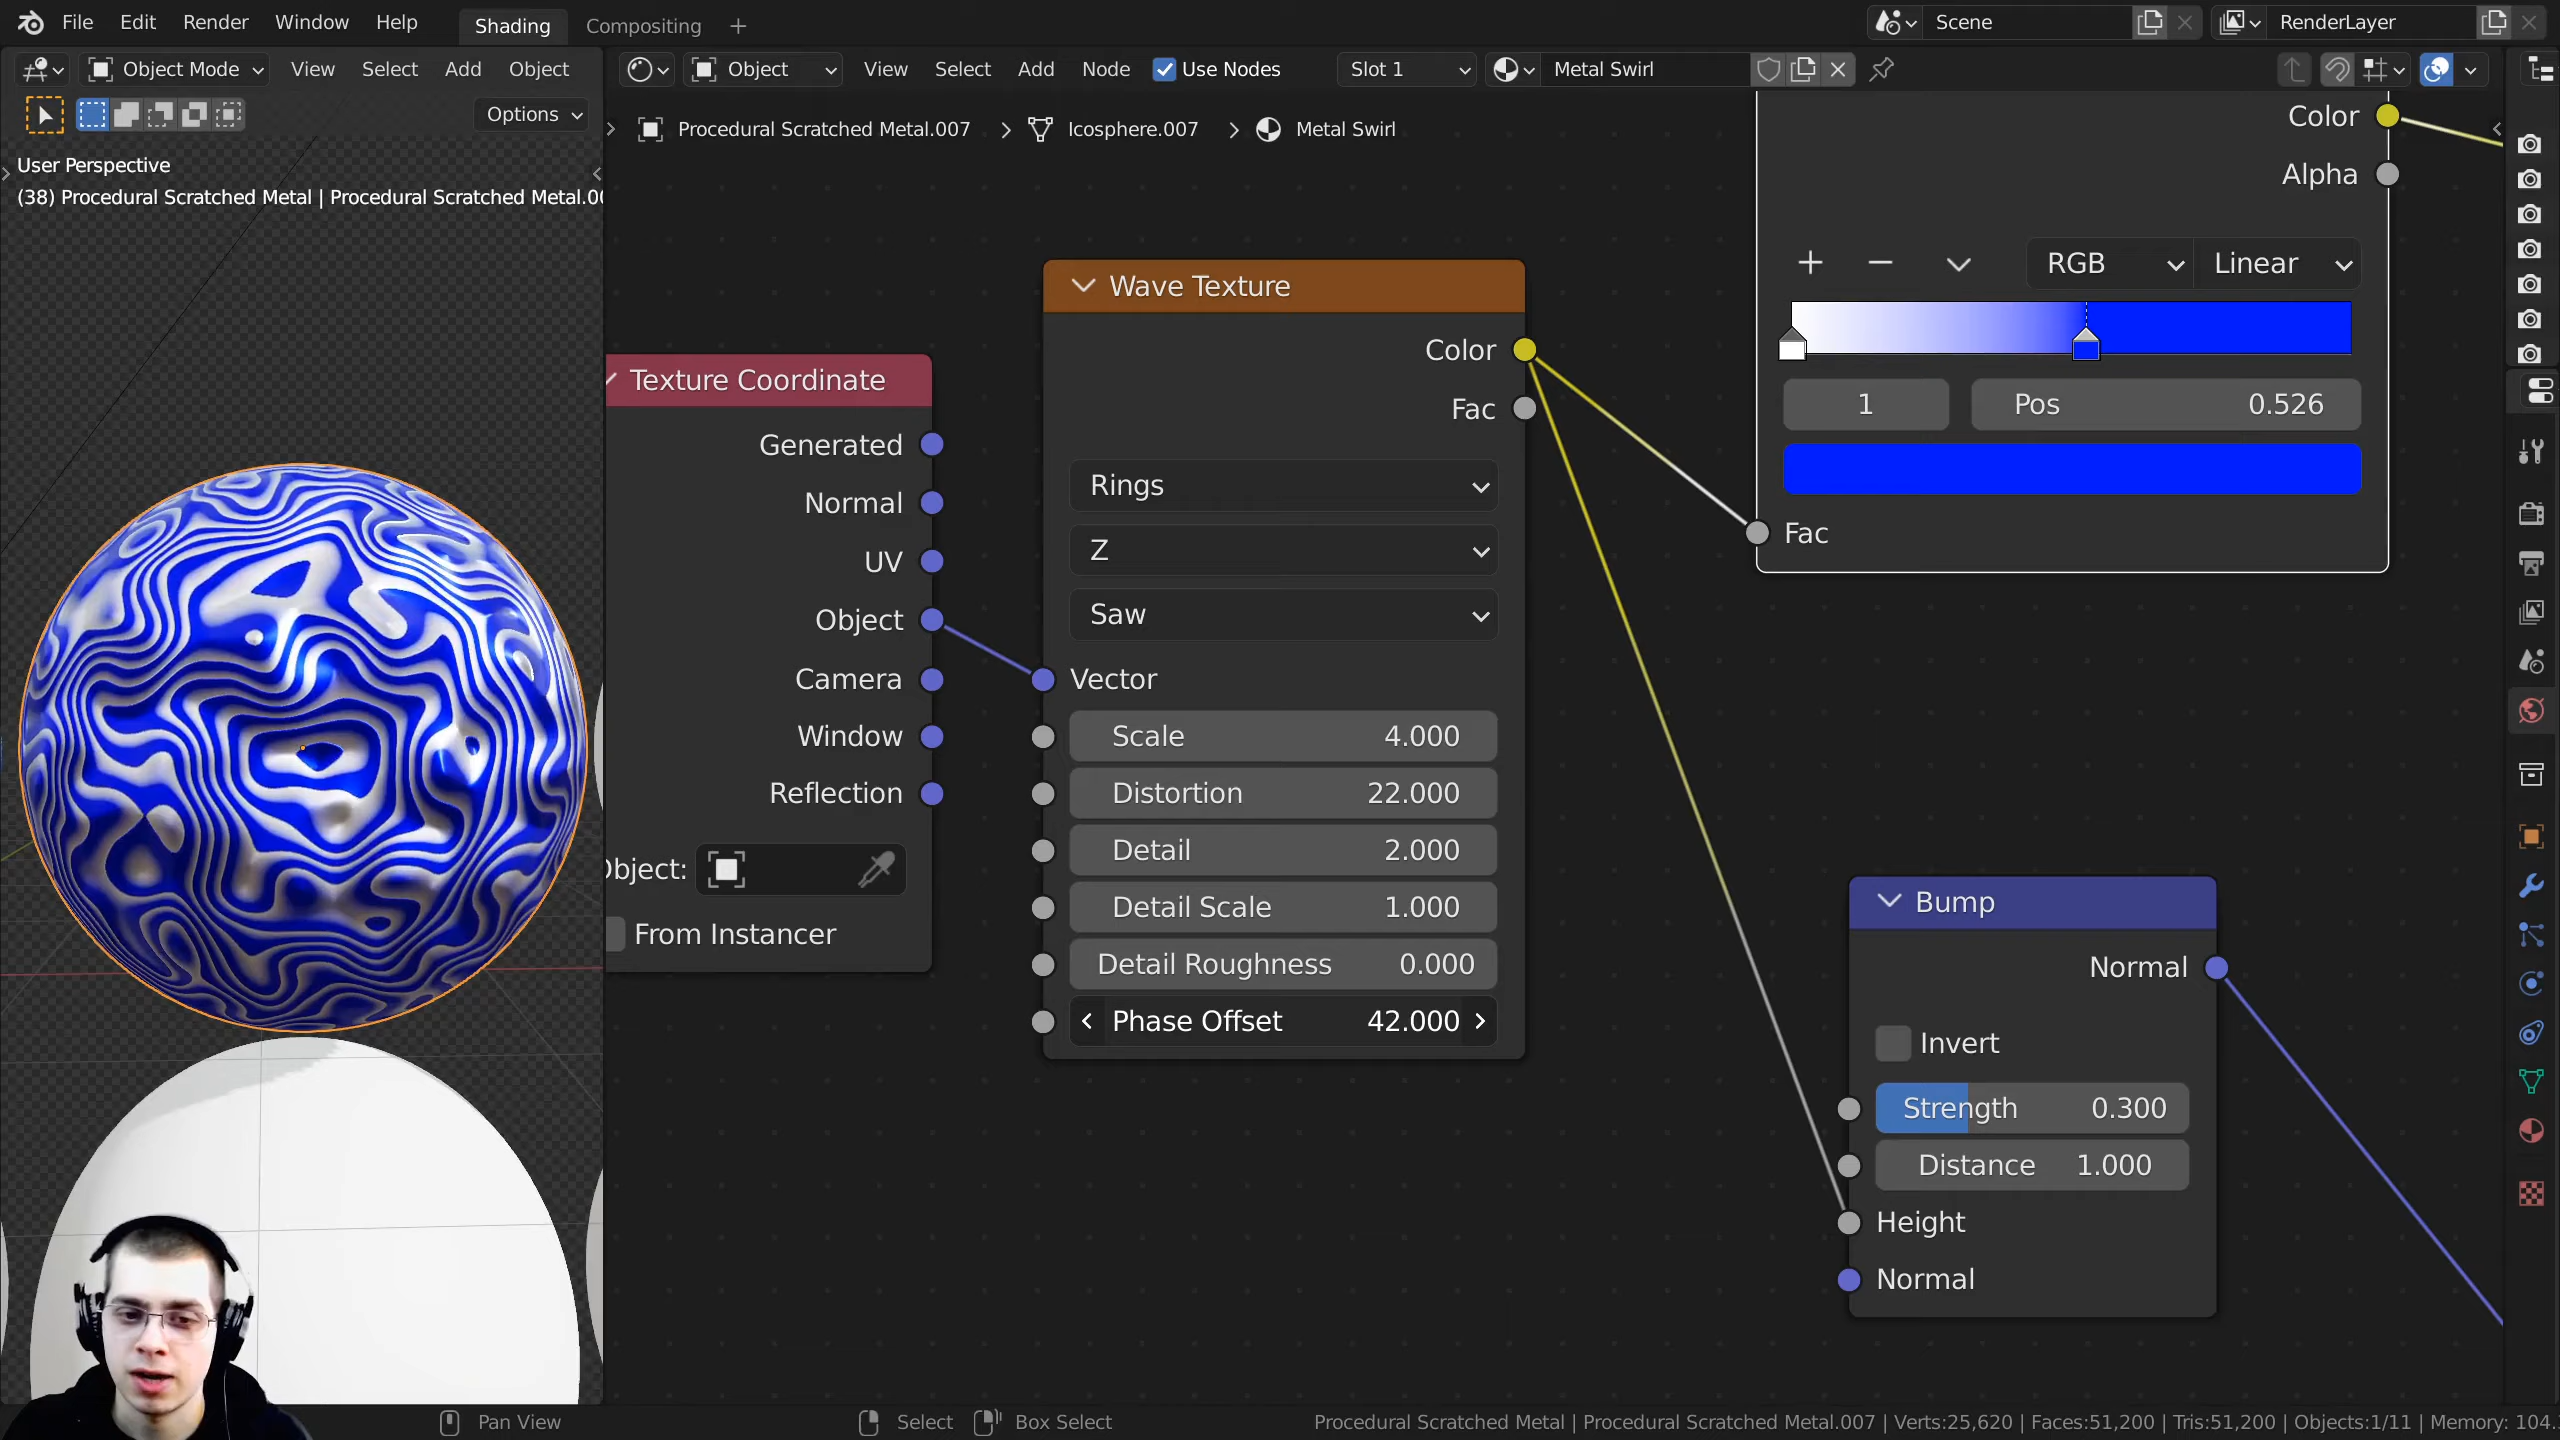 File Edit Render Window Help Shading Compositing + Scene RenderLayer
Object Mode View Select Add Object
Object View Select Add Node Use Nodes Slot 1 Metal Swirl
Options
Procedural Scratched Metal.007 > Icosphere.007 > Metal Swirl
User Perspective
(38) Procedural Scratched Metal | Procedural Scratched Metal.00
Texture Coordinate
Generated
Normal
UV
Object
Camera
Window
Reflection
Object:
From Instancer
Wave Texture
Color
Fac
Rings
Z
Saw
Vector
Scale 4.000
Distortion 22.000
Detail 2.000
Detail Scale 1.000
Detail Roughness 0.000
Phase Offset 42.000
Color
Alpha
RGB Linear
1 Pos 0.526
Fac
Bump
Normal
Invert
Strength 0.300
Distance 1.000
Height
Normal
Pan View Select Box Select Procedural Scratched Metal | Procedural Scratched Metal.007 | Verts:25,620 | Faces:51,200 | Tris:51,200 | Objects:1/11 | Memory: 104.